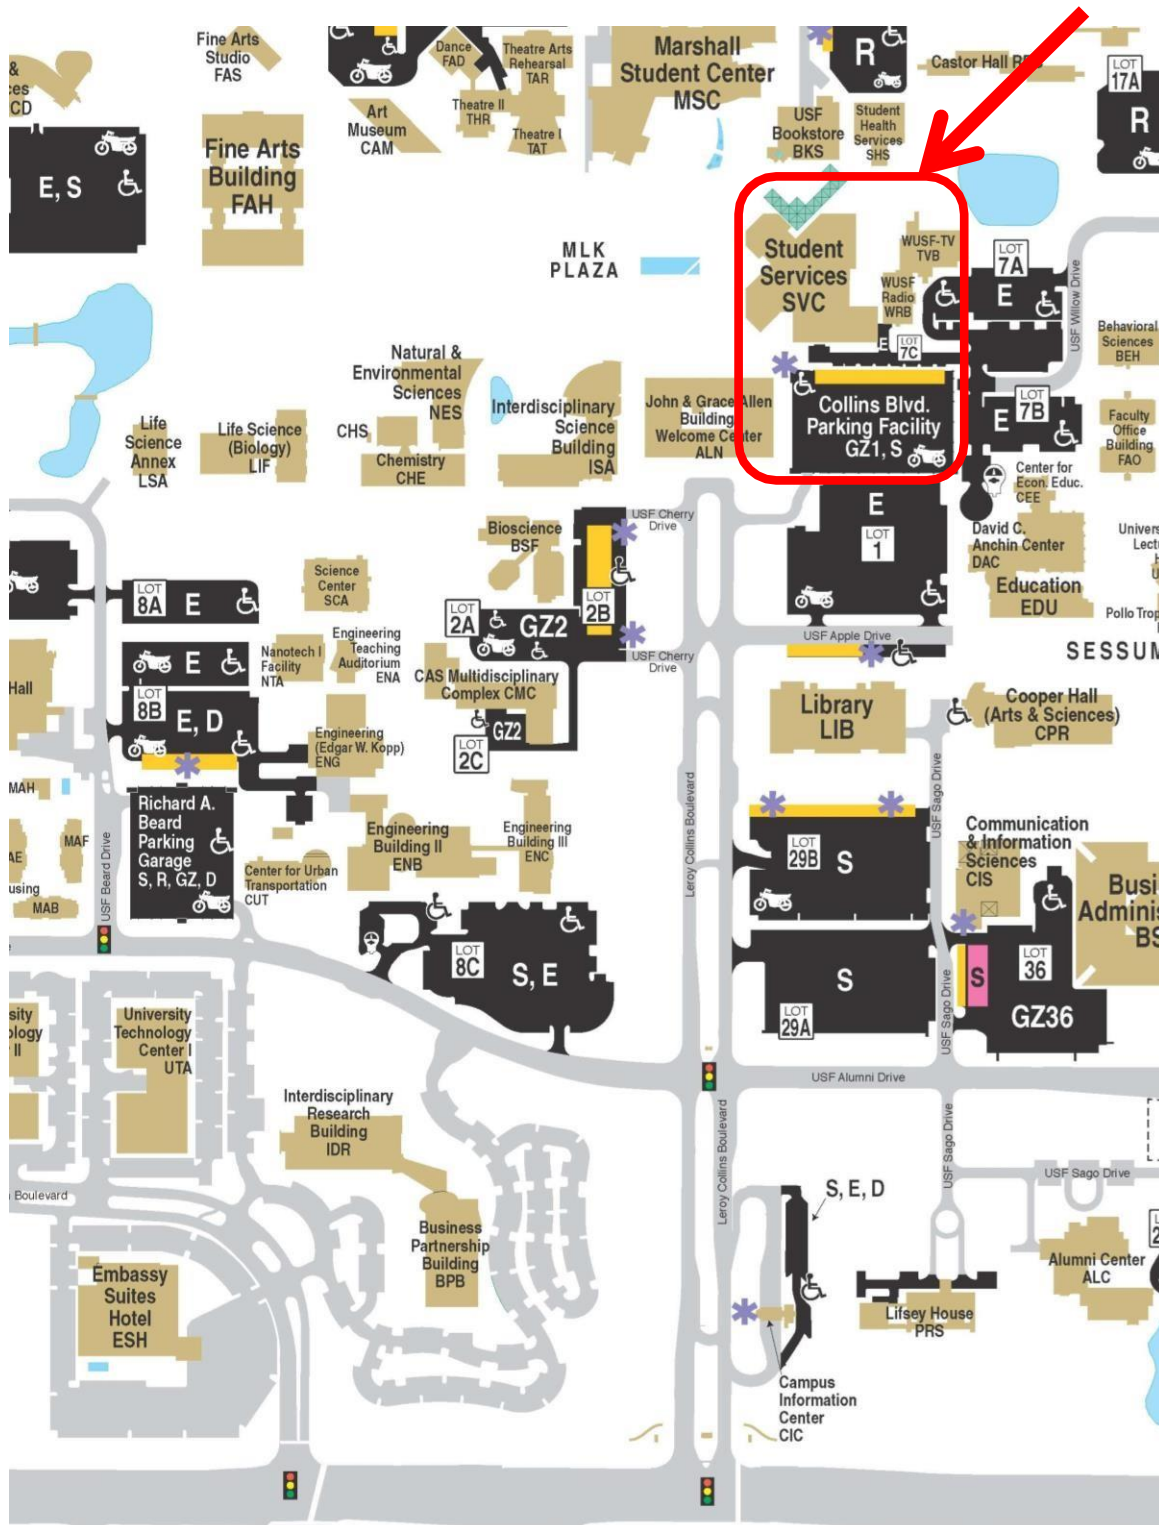 Fine Arts
Studio
FAS
Dance
FAD
Theatre Arts
Rehearsal
TAR
Marshall
Student Center
MSC
R
Castor Hall
LOT
17A
R
&
ces
CD
Art
Museum
CAM
Theatre II
THR
Theatre I
TAT
USF
Bookstore
BKS
Student
Health
Services
SHS
E, S
Fine Arts
Building
FAH
MLK
PLAZA
Student
Services
SVC
WUSF-TV
TVB
WUSF
Radio
WRB
LOT
7A
E
E
LOT
7C
USF Willow Drive
Behavioral
Sciences
BEH
Natural &
Environmental
Sciences
NES
Interdisciplinary
Science
Building
ISA
John & Grace Allen
Building
Welcome Center
ALN
Collins Blvd.
Parking Facility
GZ1, S
E
LOT
7B
Faculty
Office
Building
FAO
Life
Science
Annex
LSA
Life Science
(Biology)
LIF
CHS
Chemistry
CHE
Center for
Econ. Educ.
CEE
E
LOT
1
David C.
Anchin Center
DAC
Education
EDU
Univers
Lectu
H
U
Pollo Trop
Bioscience
BSF
USF Cherry
Drive
LOT
2B
LOT
2A
GZ2
USF Cherry
Drive
USF Apple Drive
SESSUM
Science
Center
SCA
LOT
8A
E
E
LOT
8B
E, D
Nanotech I
Facility
NTA
Engineering
Teaching
Auditorium
ENA
CAS Multidisciplinary
Complex CMC
GZ2
LOT
2C
Hall
Engineering
(Edgar W. Kopp)
ENG
Library
LIB
Cooper Hall
(Arts & Sciences)
CPR
MAH
MAF
AE
using
MAB
USF Beard Drive
Richard A.
Beard
Parking
Garage
S, R, GZ, D
Center for Urban
Transportation
CUT
Engineering
Building II
ENB
Engineering
Building III
ENC
Leroy Collins Boulevard
USF Sago Drive
LOT
29B
S
Communication
& Information
Sciences
CIS
Busi
Adminis
BS
LOT
8C
S, E
S
LOT
29A
USF Sago Drive
S
LOT
36
GZ36
sity
ology
II
University
Technology
Center I
UTA
USF Alumni Drive
Interdisciplinary
Research
Building
IDR
Leroy Collins Boulevard
USF Sago Drive
USF Sago Drive
Boulevard
S, E, D
Business
Partnership
Building
BPB
Embassy
Suites
Hotel
ESH
Lifsey House
PRS
Alumni Center
ALC
Campus
Information
Center
CIC